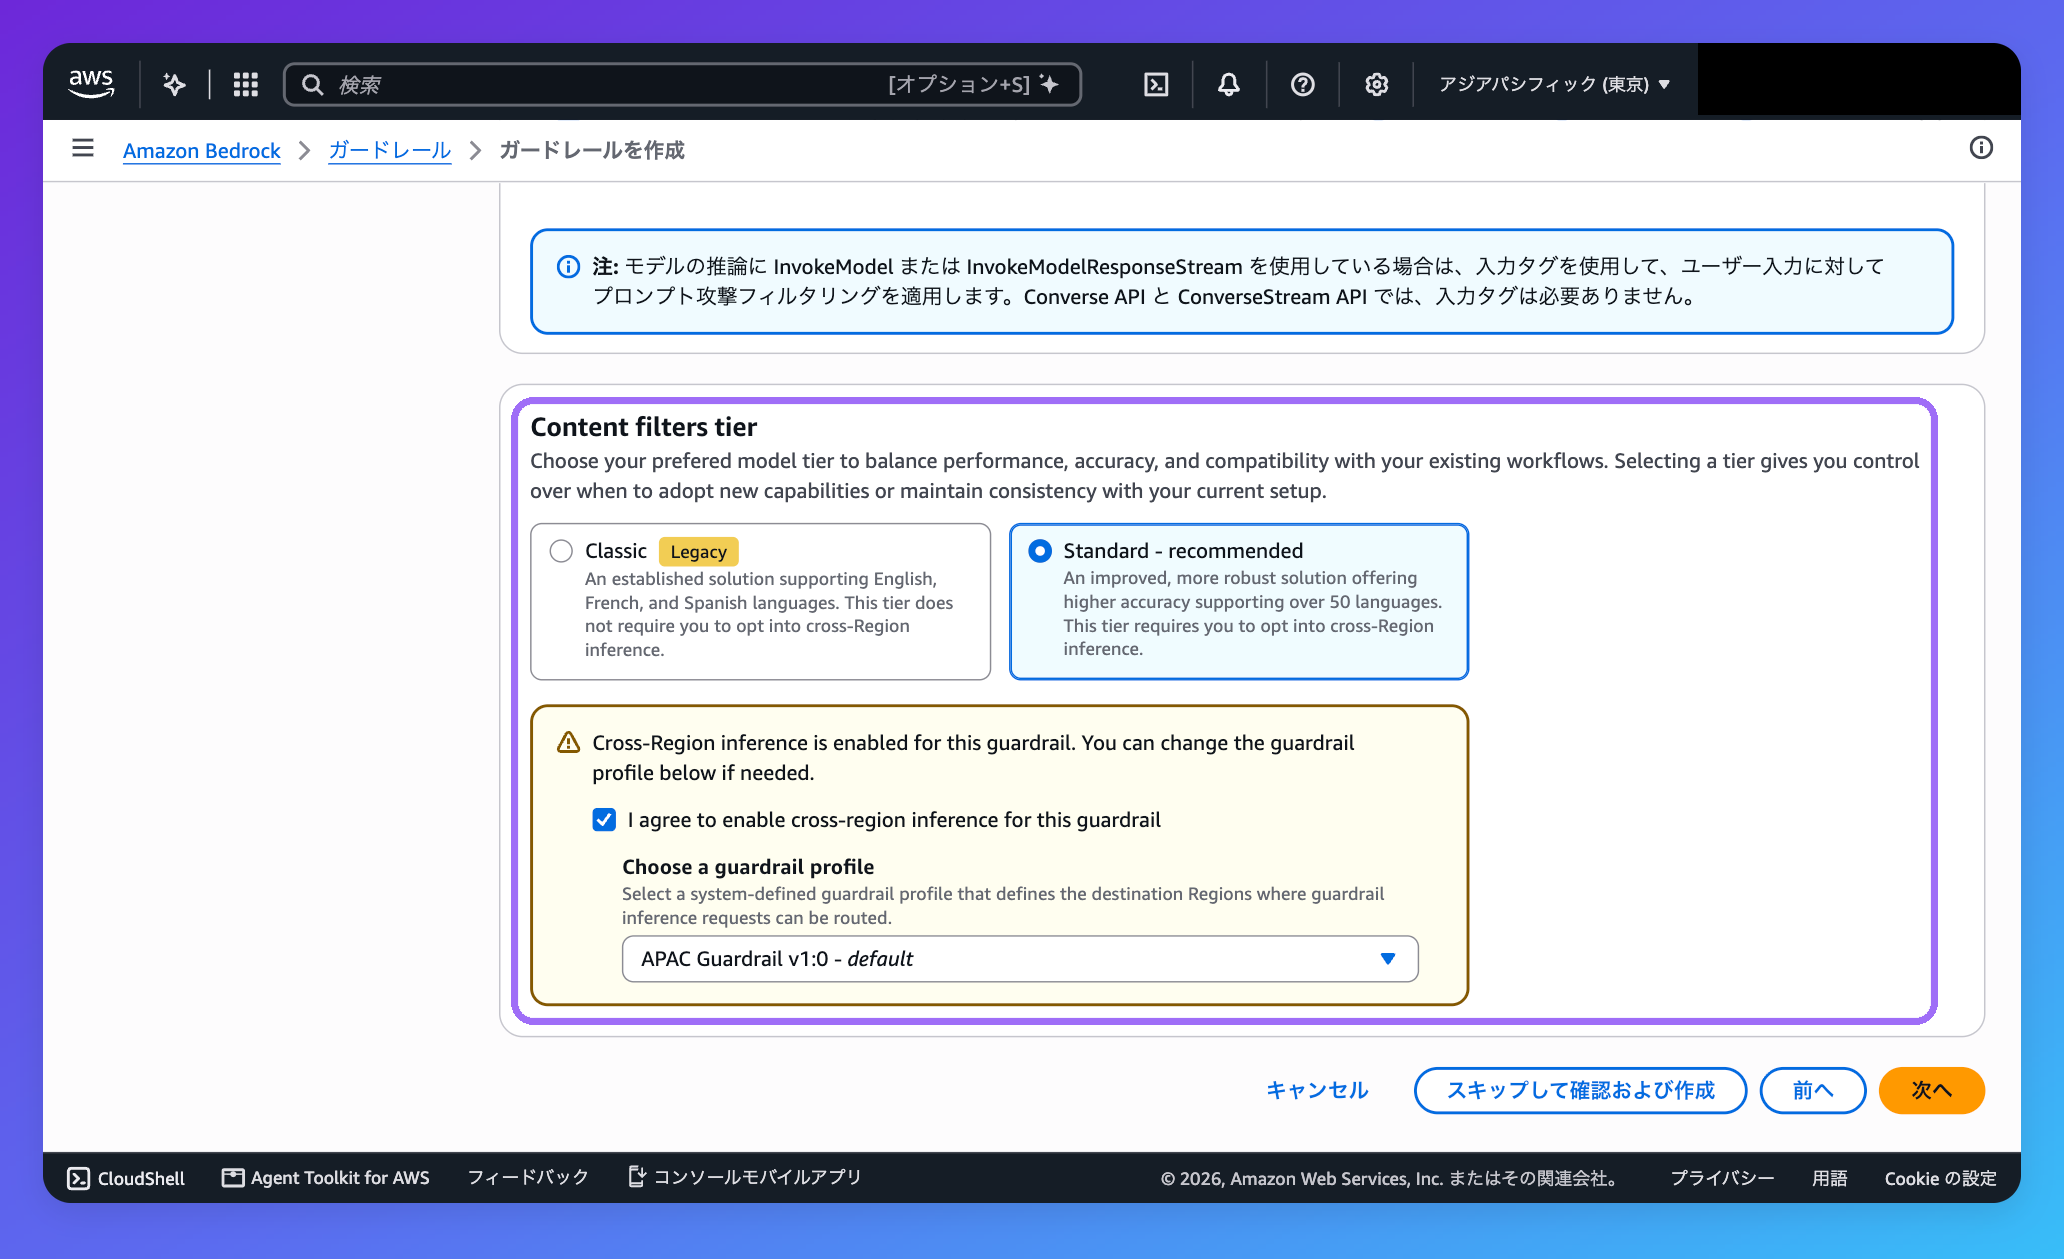 aws
検索
[オプション+S]
アジアパシフィック (東京) ▼
Amazon Bedrock > ガードレール > ガードレールを作成
注: モデルの推論に InvokeModel または InvokeModelResponseStream を使用している場合は、入力タグを使用して、ユーザー入力に対して
プロンプト攻撃フィルタリングを適用します。Converse API と ConverseStream API では、入力タグは必要ありません。
Content filters tier
Choose your prefered model tier to balance performance, accuracy, and compatibility with your existing workflows. Selecting a tier gives you control
over when to adopt new capabilities or maintain consistency with your current setup.
Classic Legacy
An established solution supporting English,
French, and Spanish languages. This tier does
not require you to opt into cross-Region
inference.
Standard - recommended
An improved, more robust solution offering
higher accuracy supporting over 50 languages.
This tier requires you to opt into cross-Region
inference.
Cross-Region inference is enabled for this guardrail. You can change the guardrail
profile below if needed.
I agree to enable cross-region inference for this guardrail
Choose a guardrail profile
Select a system-defined guardrail profile that defines the destination Regions where guardrail
inference requests can be routed.
APAC Guardrail v1:0 - default
キャンセル
スキップして確認および作成
前へ
次へ
CloudShell
Agent Toolkit for AWS
フィードバック
コンソールモバイルアプリ
© 2026, Amazon Web Services, Inc. またはその関連会社。
プライバシー
用語
Cookie の設定